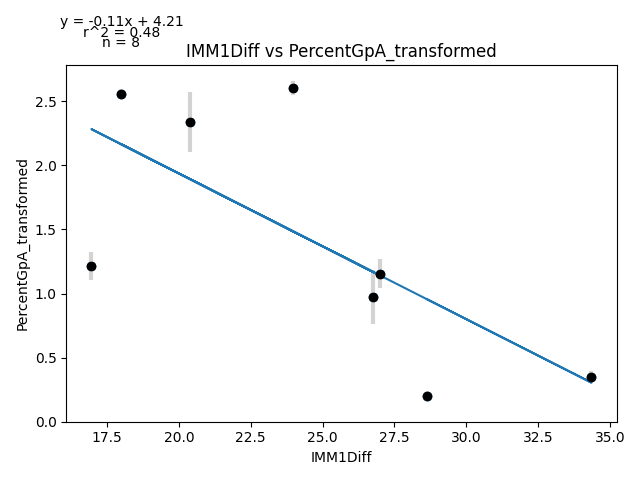 y = -0.11x + 4.21
r^2 = 0.48
n = 8
IMM1Diff vs PercentGpA_transformed
PercentGpA_transformed
2.5
2.0
1.5
1.0
0.5
0.0
17.5 20.0 22.5 25.0 27.5 30.0 32.5 35.0
IMM1Diff